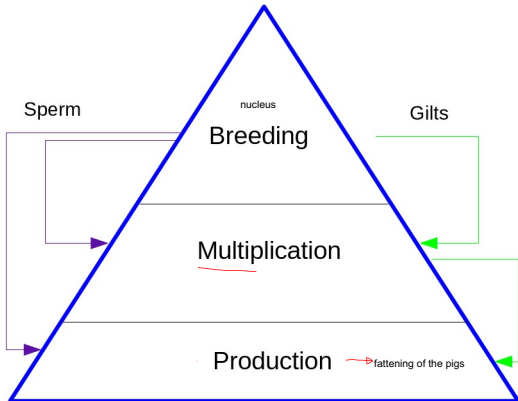 nucleus
Sperm
Gilts
Breeding
Multiplication
Production
fattening of the pigs